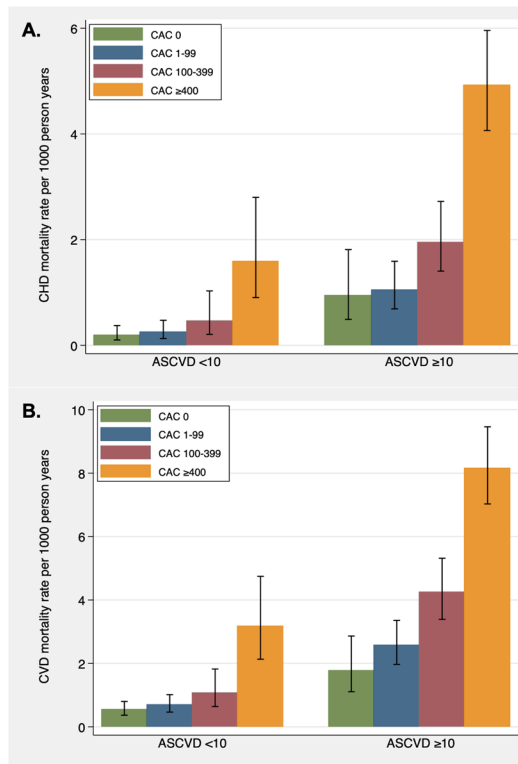 A.
CAC 0
CAC 1-99
CAC 100-399
CAC ≥400
CHD mortality rate per 1000 person years
6
4
2
0
ASCVD <10
ASCVD ≥10
B.
CAC 0
CAC 1-99
CAC 100-399
CAC ≥400
CVD mortality rate per 1000 person years
10
8
6
4
2
0
ASCVD <10
ASCVD ≥10